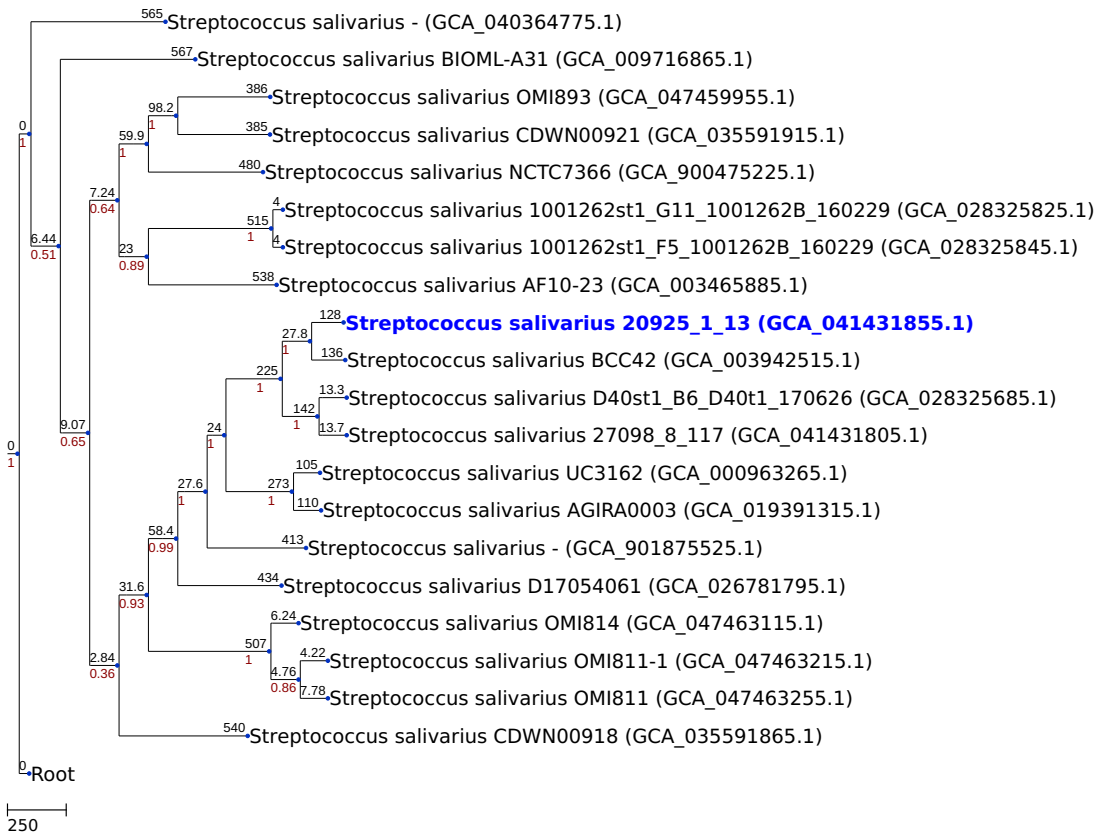 565 Streptococcus salivarius - (GCA_040364775.1)
567 Streptococcus salivarius BIOML-A31 (GCA_009716865.1)
386 Streptococcus salivarius OMI893 (GCA_047459955.1)
98.2
1
0
1
385 Streptococcus salivarius CDWN00921 (GCA_035591915.1)
59.9
1
480 Streptococcus salivarius NCTC7366 (GCA_900475225.1)
7.24
0.64
4 Streptococcus salivarius 1001262st1_G11_1001262B_160229 (GCA_028325825.1)
515
1
6.44
0.51
4 Streptococcus salivarius 1001262st1_F5_1001262B_160229 (GCA_028325845.1)
23
0.89
538 Streptococcus salivarius AF10-23 (GCA_003465885.1)
128 Streptococcus salivarius 20925_1_13 (GCA_041431855.1)
27.8
1
136 Streptococcus salivarius BCC42 (GCA_003942515.1)
225
1
13.3 Streptococcus salivarius D40st1_B6_D40t1_170626 (GCA_028325685.1)
142
1
9.07
0.65
24
1
13.7 Streptococcus salivarius 27098_8_117 (GCA_041431805.1)
0
1
105 Streptococcus salivarius UC3162 (GCA_000963265.1)
27.6
1
273
1
110 Streptococcus salivarius AGIRA0003 (GCA_019391315.1)
58.4
0.99
413 Streptococcus salivarius - (GCA_901875525.1)
434 Streptococcus salivarius D17054061 (GCA_026781795.1)
31.6
0.93
6.24 Streptococcus salivarius OMI814 (GCA_047463115.1)
507
1
2.84
0.36
4.22 Streptococcus salivarius OMI811-1 (GCA_047463215.1)
4.76
0.86
7.78 Streptococcus salivarius OMI811 (GCA_047463255.1)
540 Streptococcus salivarius CDWN00918 (GCA_035591865.1)
0 Root
250